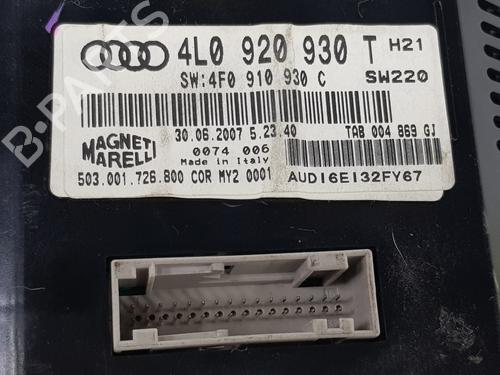 4L0 920 930 T H21
SW:4F0 910 930 C SW220
30.06.2007 5.23.40 TAB 004 869 GJ
MAGNETI MARELLI
0074 006
Made in Italy
503.001.726.800 COR MY2 0001 AUDI6EI32FY67